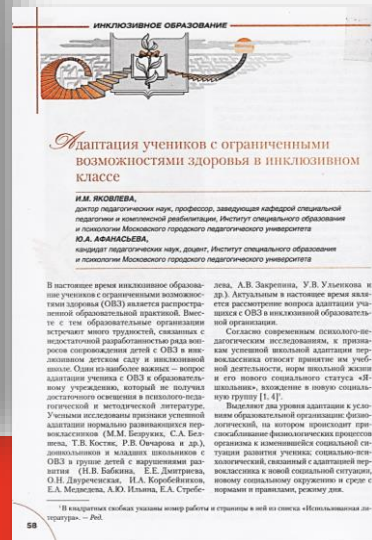 ИНКЛЮЗИВНОЕ ОБРАЗОВАНИЕ
Адаптация учеников с ограниченными
возможностями здоровья в инклюзивном
классе
И.М. ЯКОВЛЕВА,
доктор педагогических наук, профессор, заведующая кафедрой специальной
педагогики и комплексной реабилитации, Институт специального образования
и психологии Московского городского педагогического университета
Ю.А. АФАНАСЬЕВА,
кандидат педагогических наук, доцент, Институт специального образования
и психологии Московского городского педагогического университета
В настоящее время инклюзивное образова-
ние учеников с ограниченными возможнос-
тями здоровья (ОВЗ) является распростра-
ненной образовательной практикой. Вмес-
те с тем образовательные организации
встречают много трудностей, связанных с
недостаточной разработанностью ряда воп-
росов сопровождения детей с ОВЗ в инк-
люзивном детском саду и инклюзивной
школе. Один из наиболее важных — вопрос
адаптации ученика с ОВЗ к образователь-
ному учреждению, который не получил
достаточного освещения в психолого-педа-
гогической и методической литературе.
Учеными исследованы признаки успешной
адаптации нормально развивающихся пер-
воклассников (М.М. Безруких, С.А. Бел-
ичева, Т.В. Костяк, Р.В. Овчарова и др.),
дошкольников и младших школьников с
ОВЗ в группе детей с нарушениями раз-
вития (Н.В. Бабкина, Е.Е. Дмитриева,
О.Н. Двуреченская, И.А. Коробейников,
Е.А. Медведева, А.Ю. Ильина, Е.А. Стребе-
лева, А.В. Закрепина, У.В. Ульенкова и
др.). Актуальным в настоящее время явля-
ется рассмотрение вопроса адаптации уча-
щихся с ОВЗ в инклюзивной образователь-
ной организации.
Согласно современным психолого-пе-
дагогическим исследованиям, к призна-
кам успешной школьной адаптации пер-
воклассника относят принятие им учеб-
ной деятельности, норм школьной жизни
и его нового социального статуса «Я-
школьник», вхождение в новую социаль-
ную группу [1, 4]¹.
Выделяют два уровня адаптации к усло-
виям образовательной организации: физио-
логический, на котором происходит при-
спосабливание физиологических процессов
организма к изменившейся социальной си-
туации развития ученика; социально-пси-
хологический, связанный с адаптацией пер-
воклассника к новой социальной ситуации,
новому социальному окружению и среде с
нормами и правилами, режиму дня.
¹ В квадратных скобках указаны номер работы и страницы в ней из списка «Использованная ли-
тература». — Ред.
58